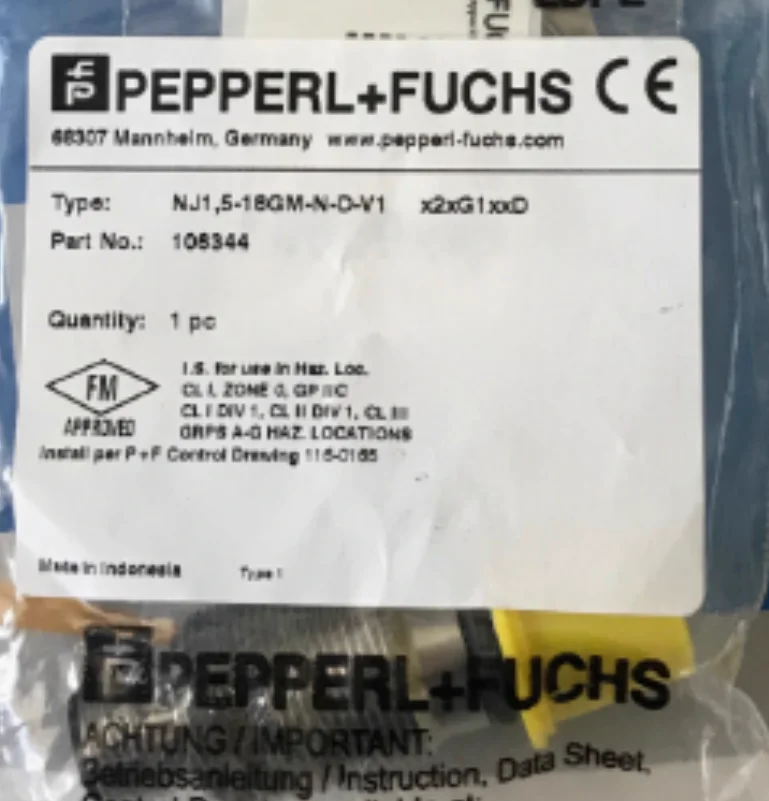 PEPPERL+FUCHS CE
68307 Mannheim, Germany www.pepperl-fuchs.com
Type: NJ1,5-18GM-N-D-V1 x2xG1xxD
Part No.: 106344
Quantity: 1 pc
FM
APPROVED
I.S. for use in Haz. Loc.
CL I, ZONE 0, GP IIC
CL I DIV 1, CL II DIV 1, CL III
GRPS A-G HAZ. LOCATIONS
Install per P+F Control Drawing 116-0165
Made in Indonesia Type 1
PEPPERL+FUCHS
ACHTUNG / IMPORTANT:
Betriebsanleitung / Instruction, Data Sheet,